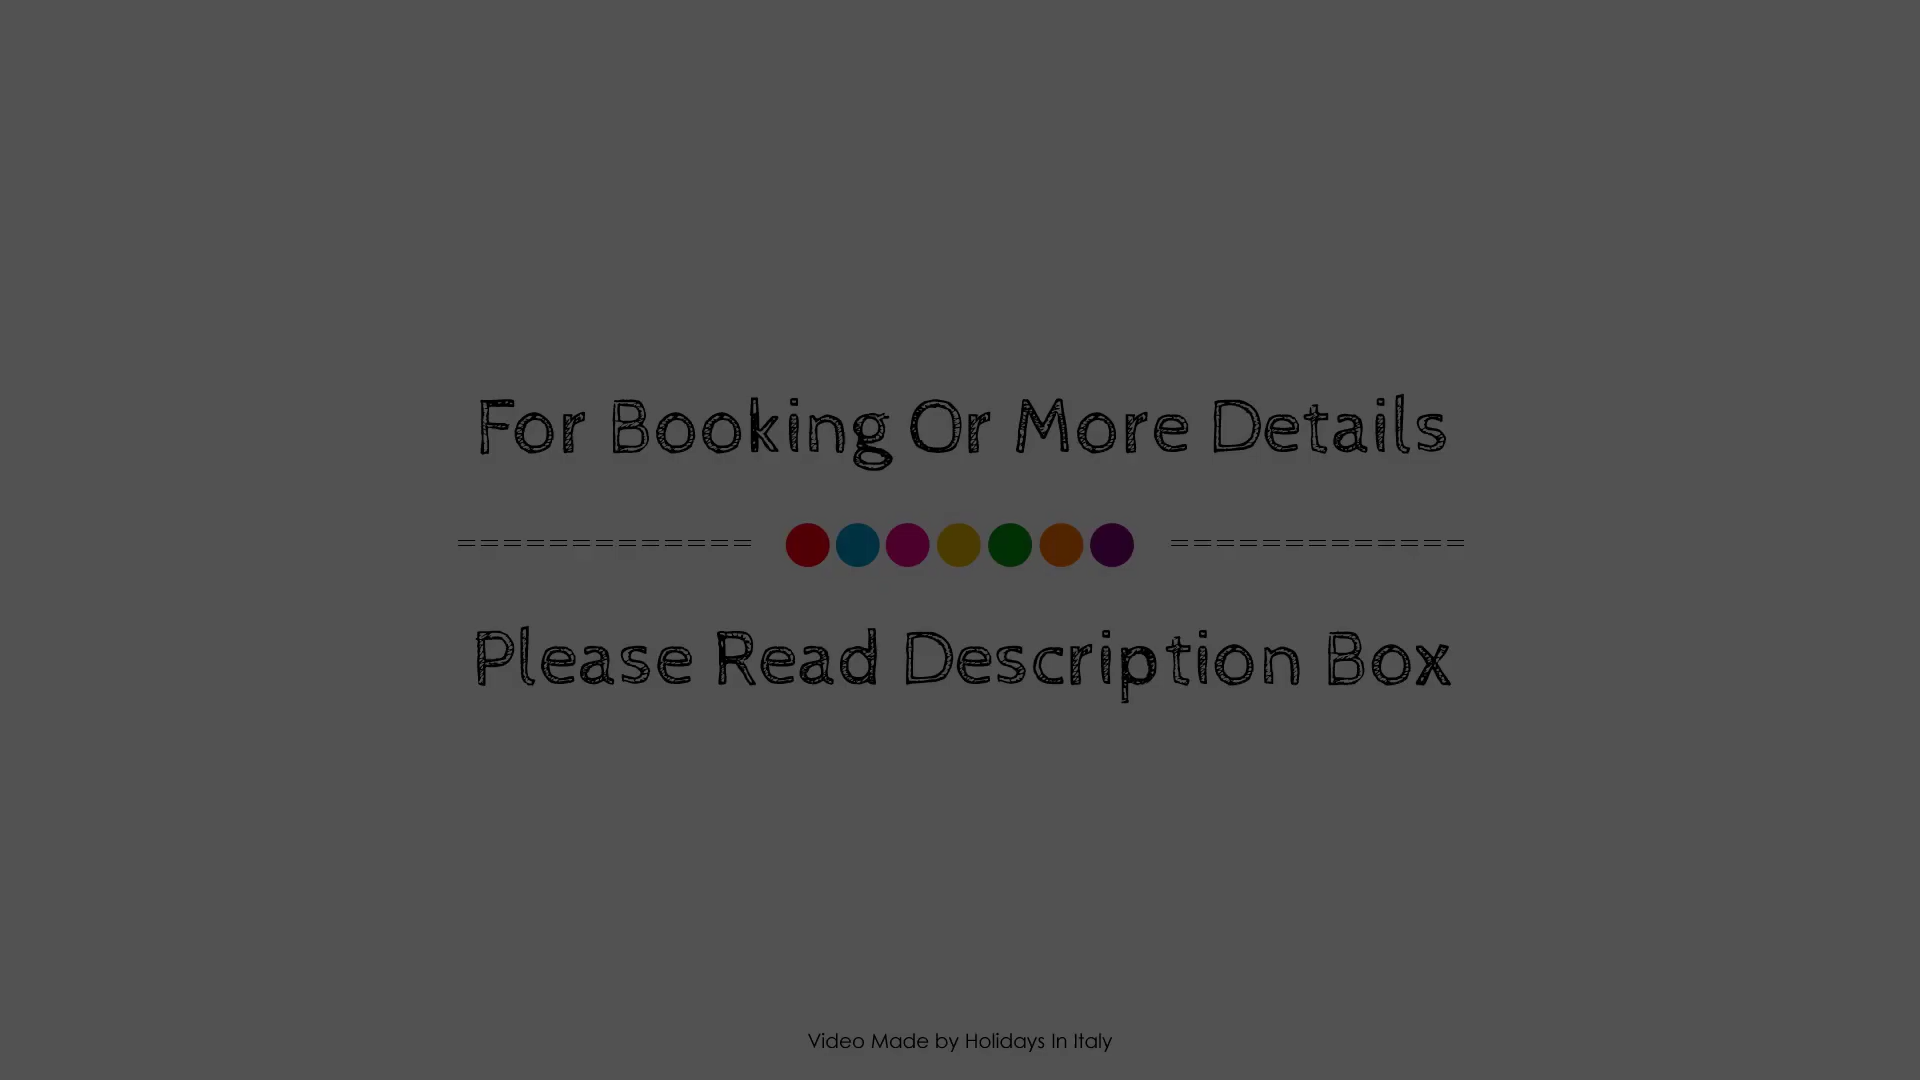 For Booking Or More Details
============= =============
Please Read Description Box
Video Made by Holidays In Italy